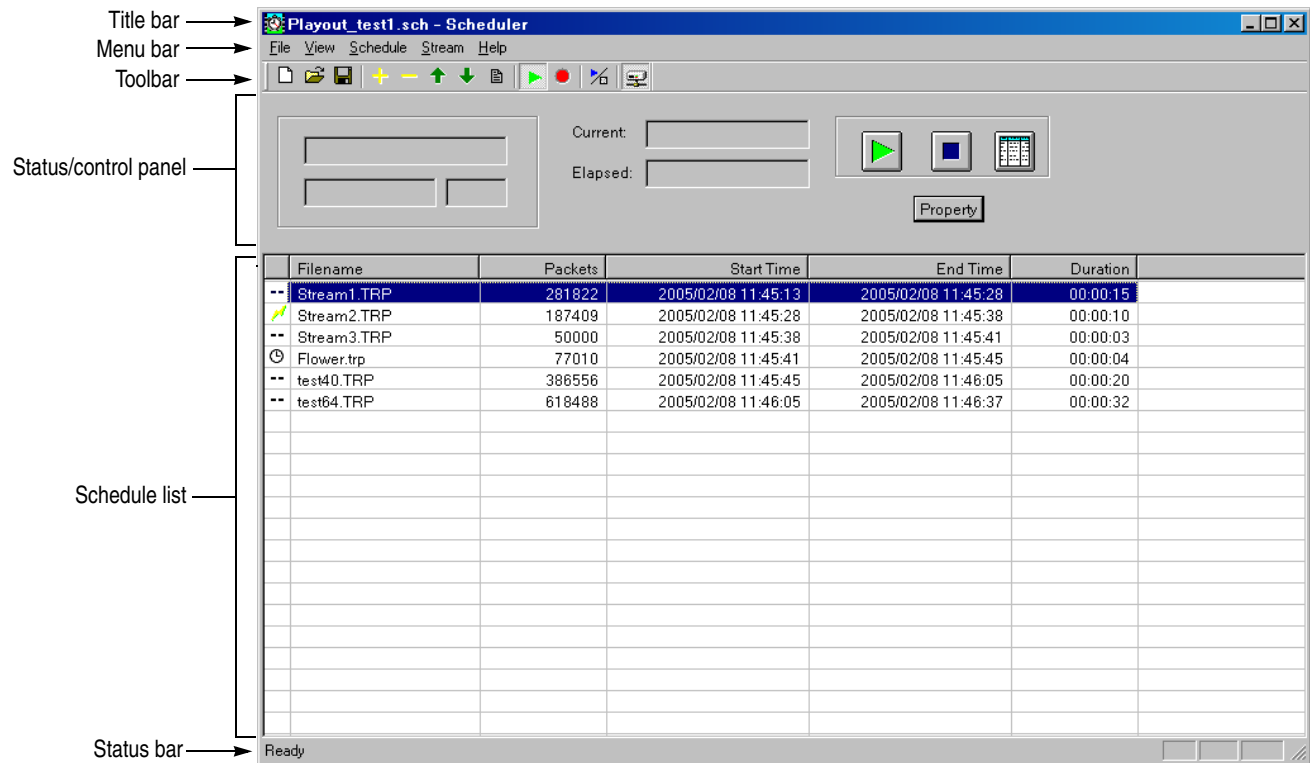 Title bar
Playout_test1.sch - Scheduler
Menu bar
File View Schedule Stream Help
Toolbar
Status/control panel
Current:
Elapsed:
Property
Schedule list
Filename Packets Start Time End Time Duration
-- Stream1.TRP 281822 2005/02/08 11:45:13 2005/02/08 11:45:28 00:00:15
Stream2.TRP 187409 2005/02/08 11:45:28 2005/02/08 11:45:38 00:00:10
-- Stream3.TRP 50000 2005/02/08 11:45:38 2005/02/08 11:45:41 00:00:03
Flower.trp 77010 2005/02/08 11:45:41 2005/02/08 11:45:45 00:00:04
-- test40.TRP 386556 2005/02/08 11:45:45 2005/02/08 11:46:05 00:00:20
-- test64.TRP 618488 2005/02/08 11:46:05 2005/02/08 11:46:37 00:00:32
Status bar
Ready